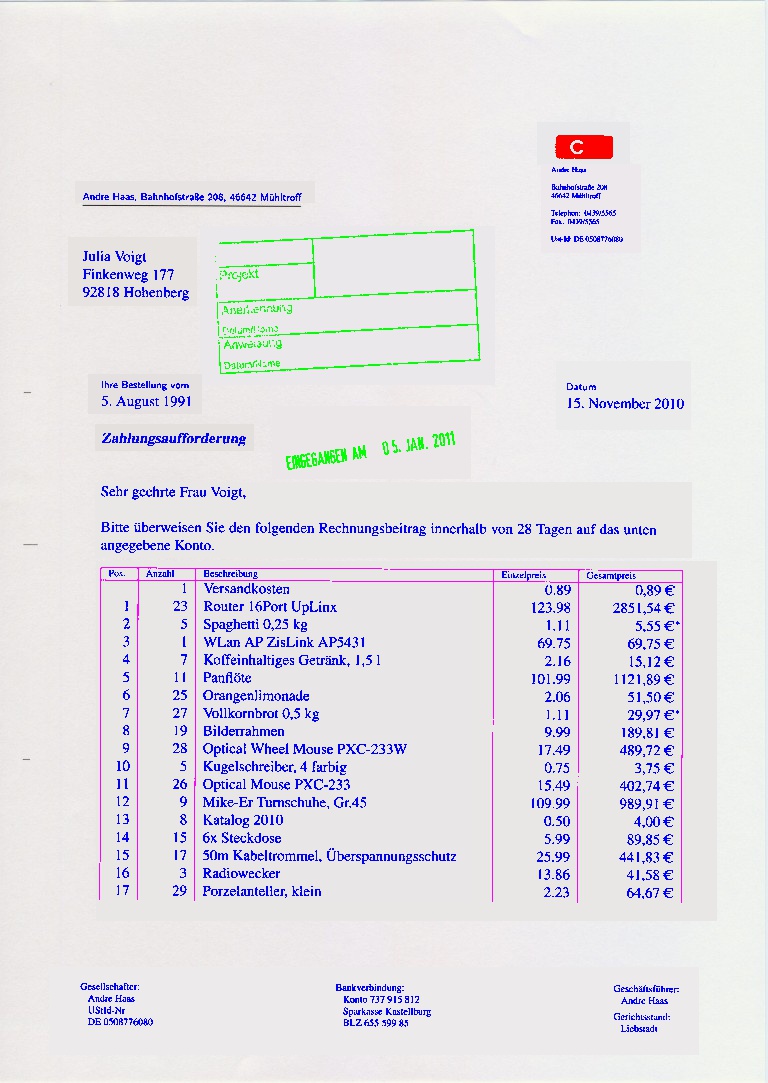 C
Andre Haas
Bahnhofstraße 208
46642 Mühltroff
Telephon: 0439/5565
Fax: 0439/5565
Ust-Id: DE 0508776080
Andre Haas, Bahnhofstraße 208, 46642 Mühltroff
Julia Voigt
Finkenweg 177
92818 Hohenberg
Projekt
Anerkennung
Datum/Name
Anweisung
Datum/Name
Ihre Bestellung vom
5. August 1991
Datum
15. November 2010
Zahlungsaufforderung
EINGEGANGEN AM 05. JAN. 2011
Sehr geehrte Frau Voigt,
Bitte überweisen Sie den folgenden Rechnungsbeitrag innerhalb von 28 Tagen auf das unten
angegebene Konto.
Pos. Anzahl Beschreibung Einzelpreis Gesamtpreis
1 Versandkosten 0.89 0,89 €
1 23 Router 16Port UpLinx 123.98 2851,54 €
2 5 Spaghetti 0,25 kg 1.11 5,55 €*
3 1 WLan AP ZisLink AP5431 69.75 69,75 €
4 7 Koffeinhaltiges Getränk, 1,5 l 2.16 15,12 €
5 11 Panflöte 101.99 1121,89 €
6 25 Orangenlimonade 2.06 51,50 €
7 27 Vollkornbrot 0,5 kg 1.11 29,97 €*
8 19 Bilderrahmen 9.99 189,81 €
9 28 Optical Wheel Mouse PXC-233W 17.49 489,72 €
10 5 Kugelschreiber, 4 farbig 0.75 3,75 €
11 26 Optical Mouse PXC-233 15.49 402,74 €
12 9 Mike-Er Turnschuhe, Gr.45 109.99 989,91 €
13 8 Katalog 2010 0.50 4,00 €
14 15 6x Steckdose 5.99 89,85 €
15 17 50m Kabeltrommel, Überspannungsschutz 25.99 441,83 €
16 3 Radiowecker 13.86 41,58 €
17 29 Porzelanteller, klein 2.23 64,67 €
Gesellschafter:
Andre Haas
UStId-Nr
DE 0508776080
Bankverbindung:
Konto 737 915 812
Sparkasse Kastellburg
BLZ 655 599 85
Geschäftsführer:
Andre Haas
Gerichtsstand:
Liebstadt